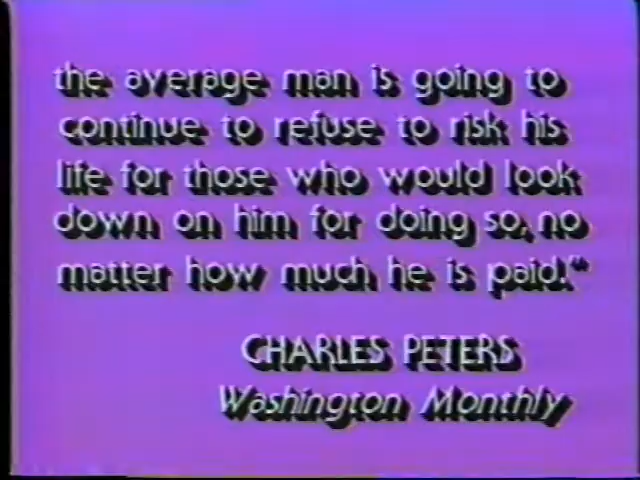 the average man is going to
continue to refuse to risk his
life for those who would look
down on him for doing so, no
matter how much he is paid."
CHARLES PETERS
Washington Monthly